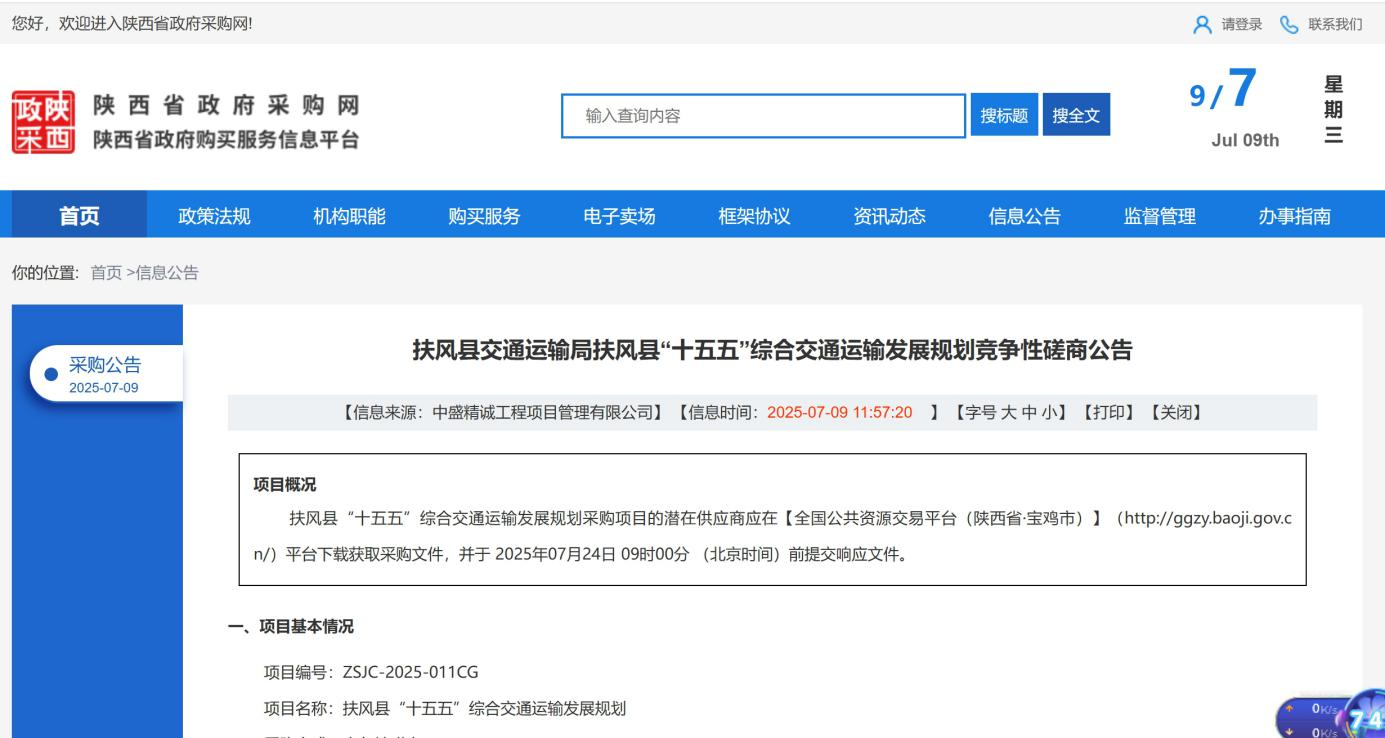 您好，欢迎进入陕西省政府采购网!
请登录 联系我们
政陕
采西
陕西省政府采购网
陕西省政府购买服务信息平台
输入查询内容 搜标题 搜全文
9/7
Jul 09th
星期三
首页 政策法规 机构职能 购买服务 电子卖场 框架协议 资讯动态 信息公告 监督管理 办事指南
你的位置: 首页 >信息公告
采购公告
2025-07-09
扶风县交通运输局扶风县“十五五”综合交通运输发展规划竞争性磋商公告
【信息来源：中盛精诚工程项目管理有限公司】【信息时间：2025-07-09 11:57:20 】【字号 大 中 小】【打印】【关闭】
项目概况
扶风县“十五五”综合交通运输发展规划采购项目的潜在供应商应在【全国公共资源交易平台（陕西省·宝鸡市）】（http://ggzy.baoji.gov.c
n/）平台下载获取采购文件，并于 2025年07月24日 09时00分 （北京时间）前提交响应文件。
一、项目基本情况
项目编号：ZSJC-2025-011CG
项目名称：扶风县“十五五”综合交通运输发展规划
0K/s
0K/s
74